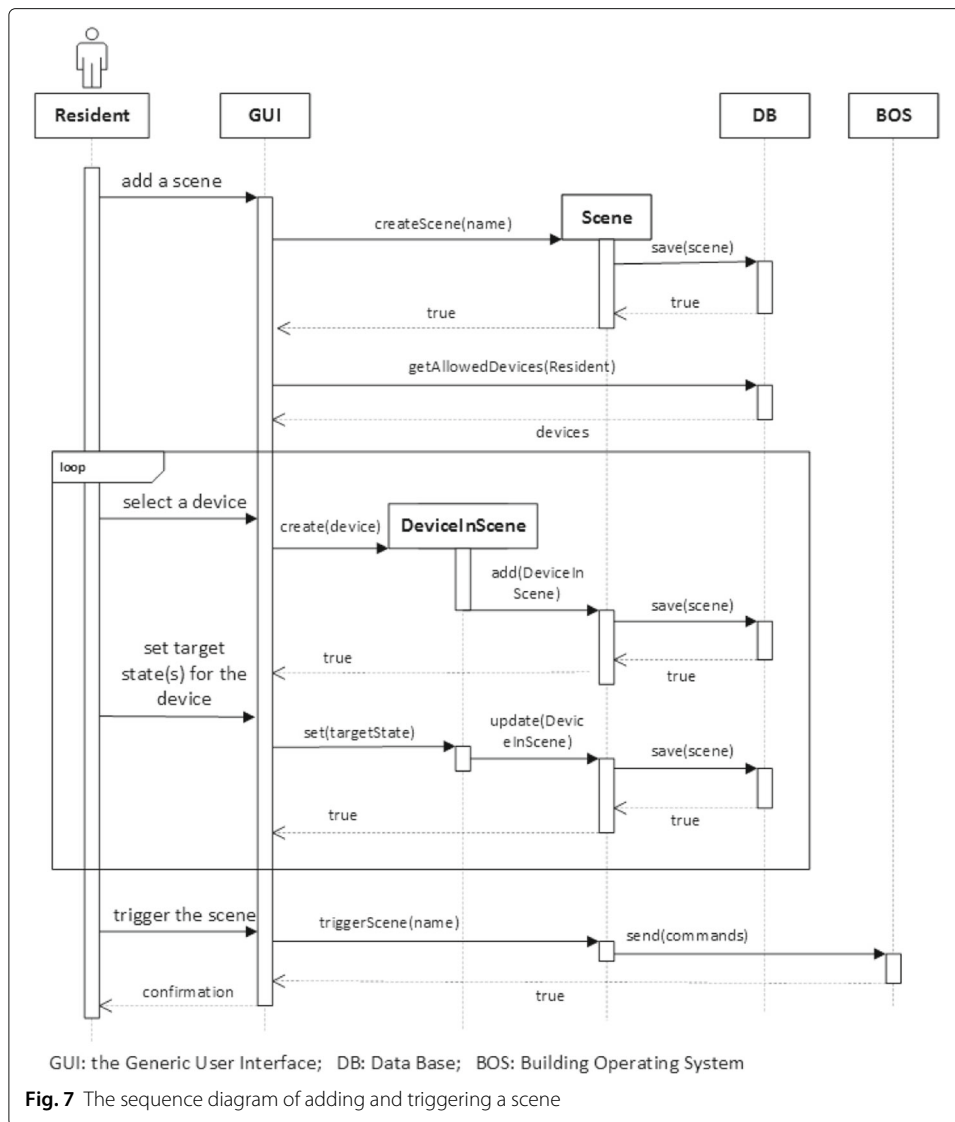 Resident
GUI
DB
BOS
add a scene
Scene
createScene(name)
save(scene)
true
true
getAllowedDevices(Resident)
devices
loop
select a device
DeviceInScene
create(device)
add(DeviceIn
Scene)
save(scene)
set target
state(s) for the
device
true
true
set(targetState)
update(Devic
eInScene)
save(scene)
true
true
trigger the scene
triggerScene(name)
send(commands)
confirmation
true
GUI: the Generic User Interface; DB: Data Base; BOS: Building Operating System
Fig. 7 The sequence diagram of adding and triggering a scene